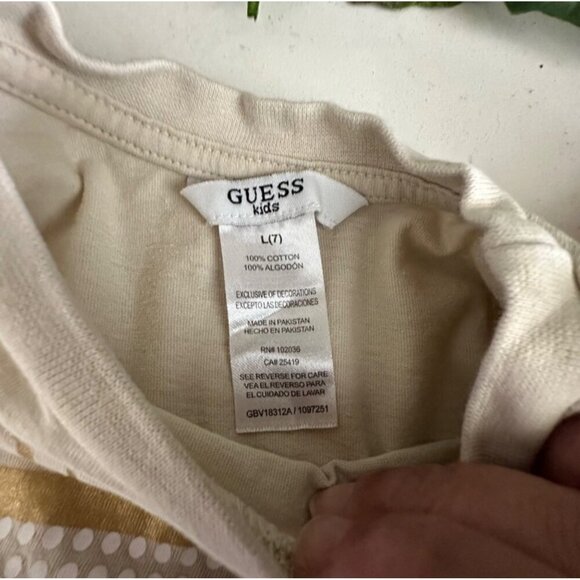 GUESS
kids
L(7)
100% COTTON
100% ALGODÓN
EXCLUSIVE OF DECORATIONS
EXCEPTO LAS DECORACIONES
MADE IN PAKISTAN
HECHO EN PAKISTAN
RN# 102036
CA# 25419
SEE REVERSE FOR CARE
VEA EL REVERSO PARA
EL CUIDADO DE LAVAR
GBV18312A / 1097251